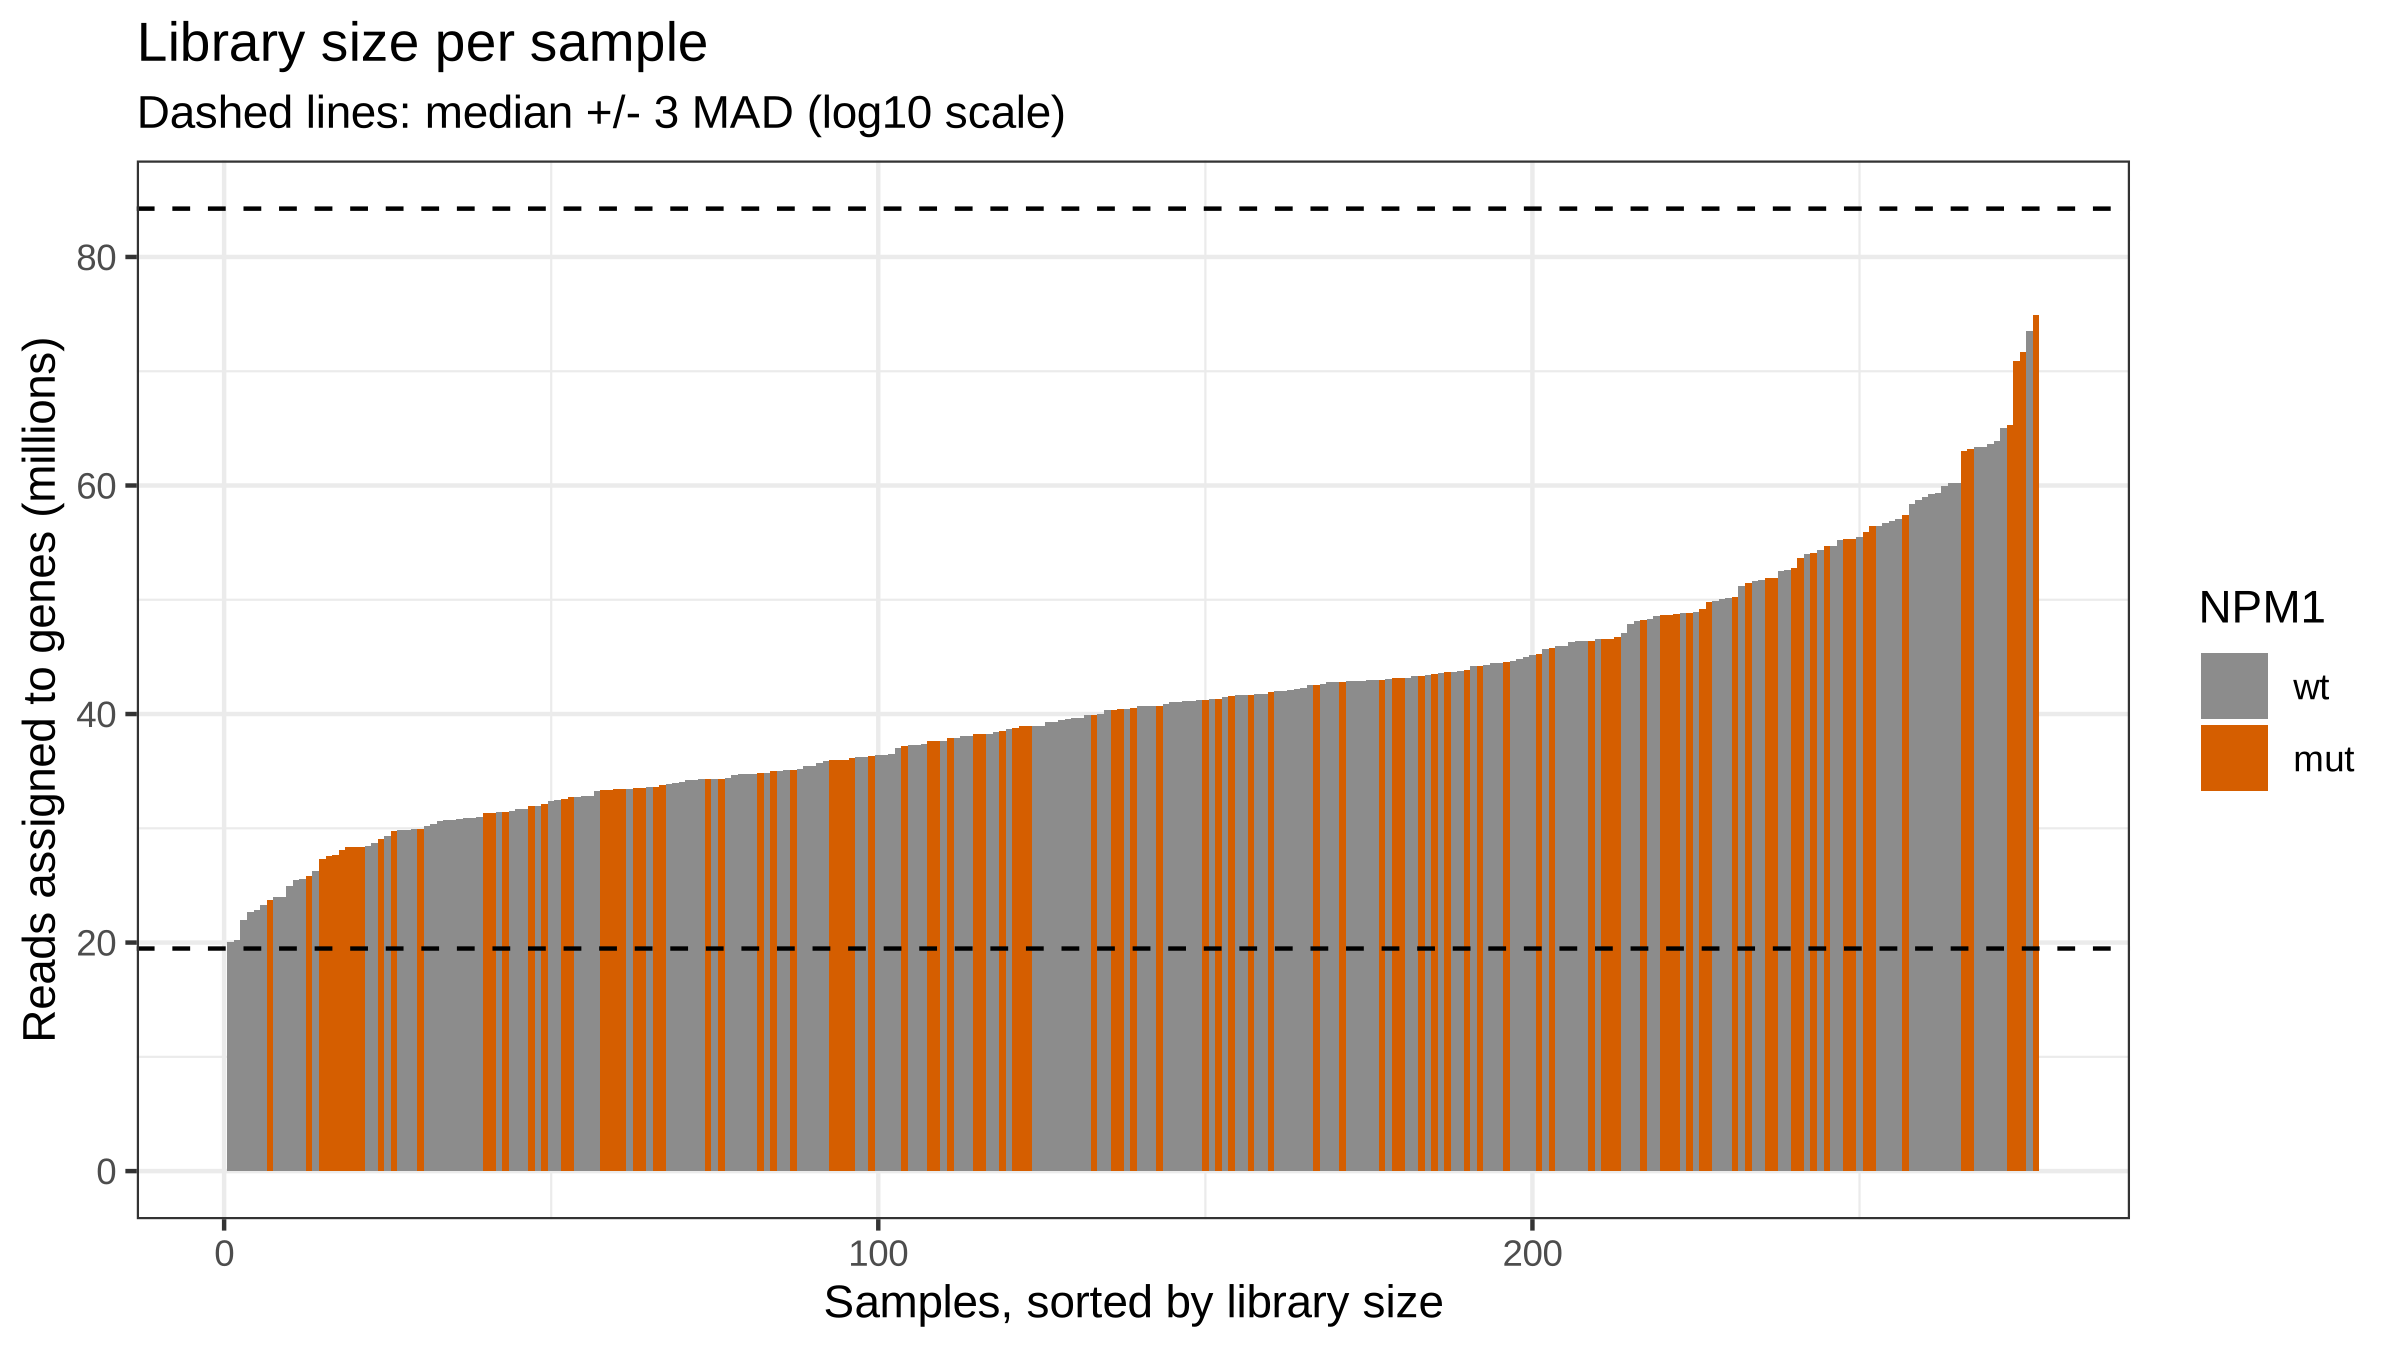 Library size per sample
Dashed lines: median +/- 3 MAD (log10 scale)
Reads assigned to genes (millions)
80
60
40
20
0
0 100 200
Samples, sorted by library size
NPM1
wt
mut